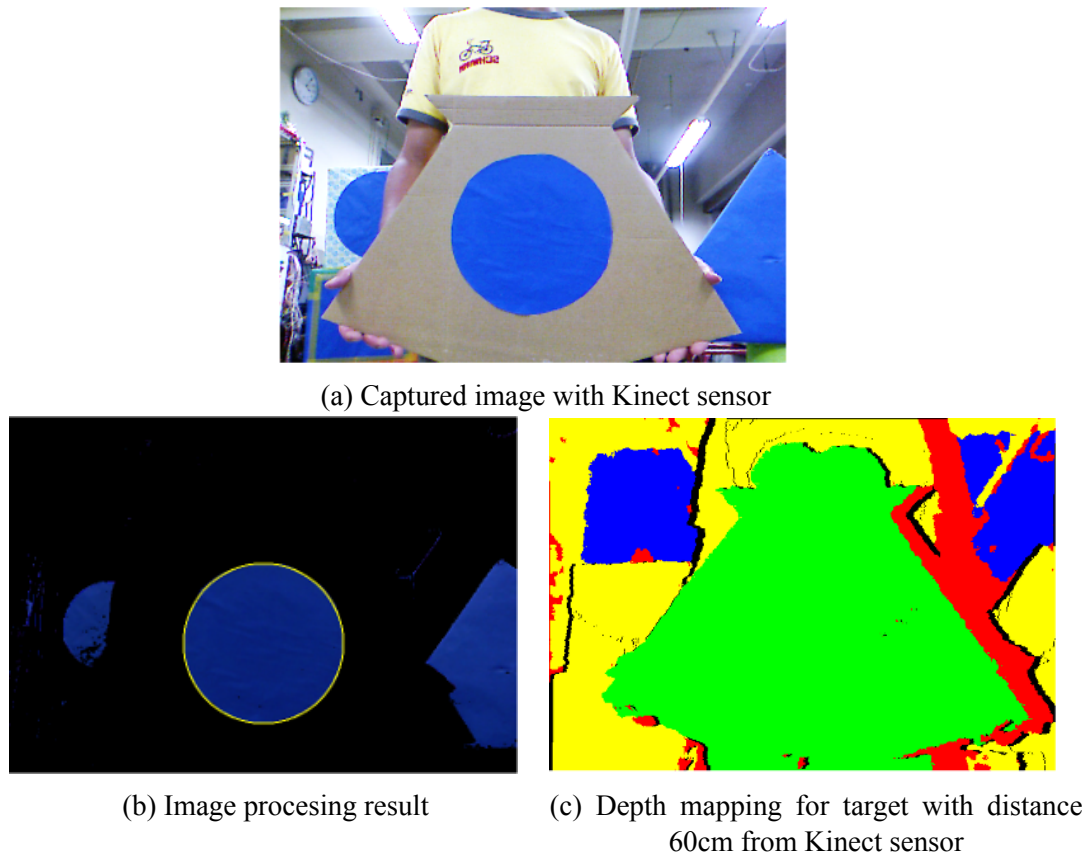 (a) Captured image with Kinect sensor
(b) Image procesing result
(c) Depth mapping for target with distance
60cm from Kinect sensor